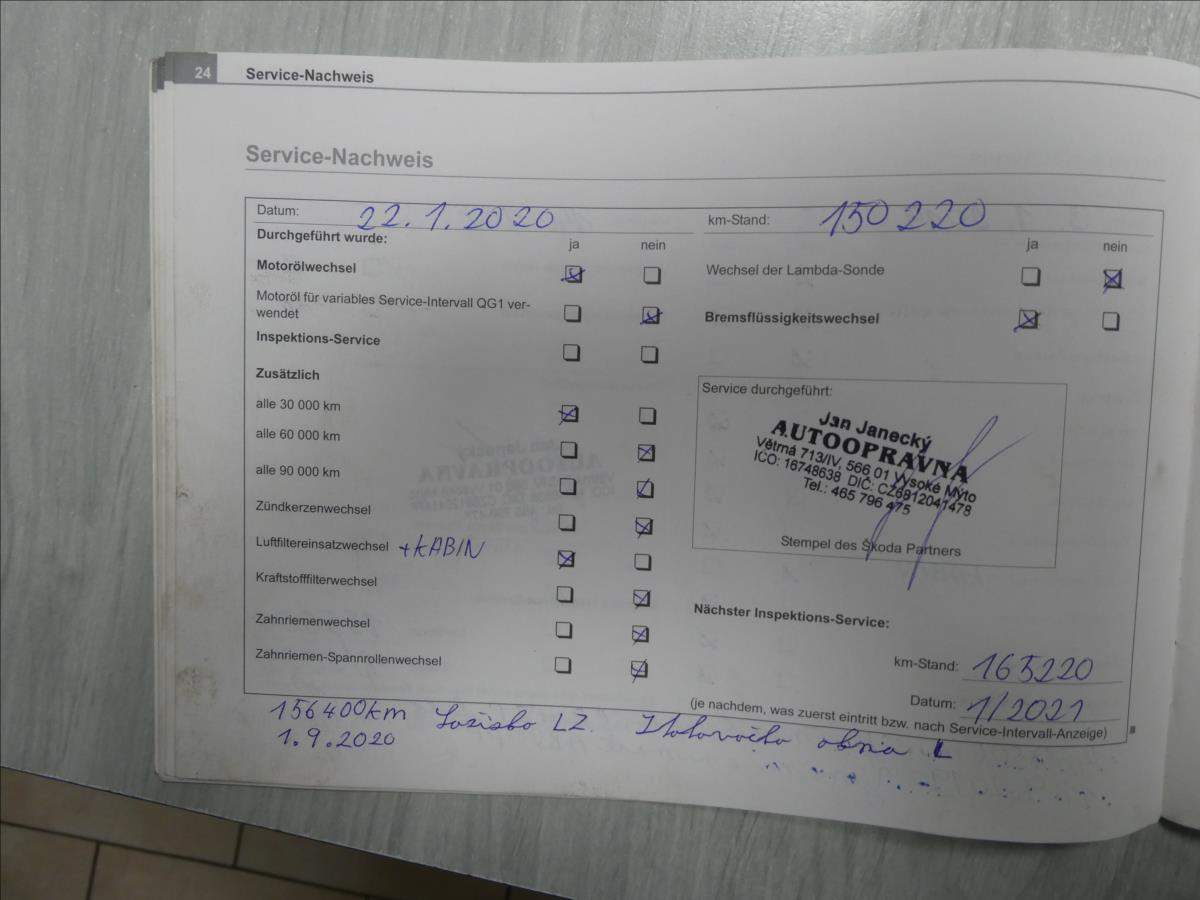 24 Service-Nachweis
Service-Nachweis
Datum: 22.1.2020
km-Stand: 150220
Durchgeführt wurde: ja nein
ja nein
Motorölwechsel
Wechsel der Lambda-Sonde
Motoröl für variables Service-Intervall QG1 ver-
wendet
Bremsflüssigkeitswechsel
Inspektions-Service
Zusätzlich
alle 30 000 km
alle 60 000 km
alle 90 000 km
Zündkerzenwechsel
Luftfiltereinsatzwechsel +KABIN
Kraftstofffilterwechsel
Zahnriemenwechsel
Zahnriemen-Spannrollenwechsel
Service durchgeführt:
Jan Janecký
AUTOOPRAVNA
Větrná 713/IV, 566 01 Vysoké Mýto
IČO: 16748638 DIČ: CZ6812041478
Tel.: 465 796 475
Stempel des Škoda Partners
Nächster Inspektions-Service:
km-Stand: 165220
Datum: 1/2021
(je nachdem, was zuerst eintritt bzw. nach Service-Intervall-Anzeige)
156400km Ložisko LZ. okna L
1.9.2020